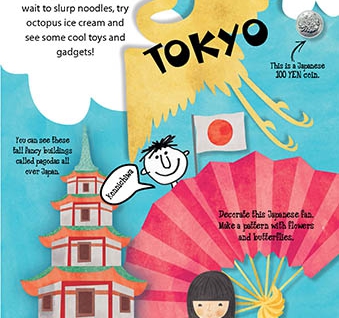 wait to slurp noodles, try
octopus ice cream and
see some cool toys and
gadgets!
TOKYO
This is a Japanese
100 YEN coin.
You can see these
tall fancy buildings
called pagodas all
over Japan.
Konnichiwa
Decorate this Japanese fan.
Make a pattern with flowers
and butterflies.